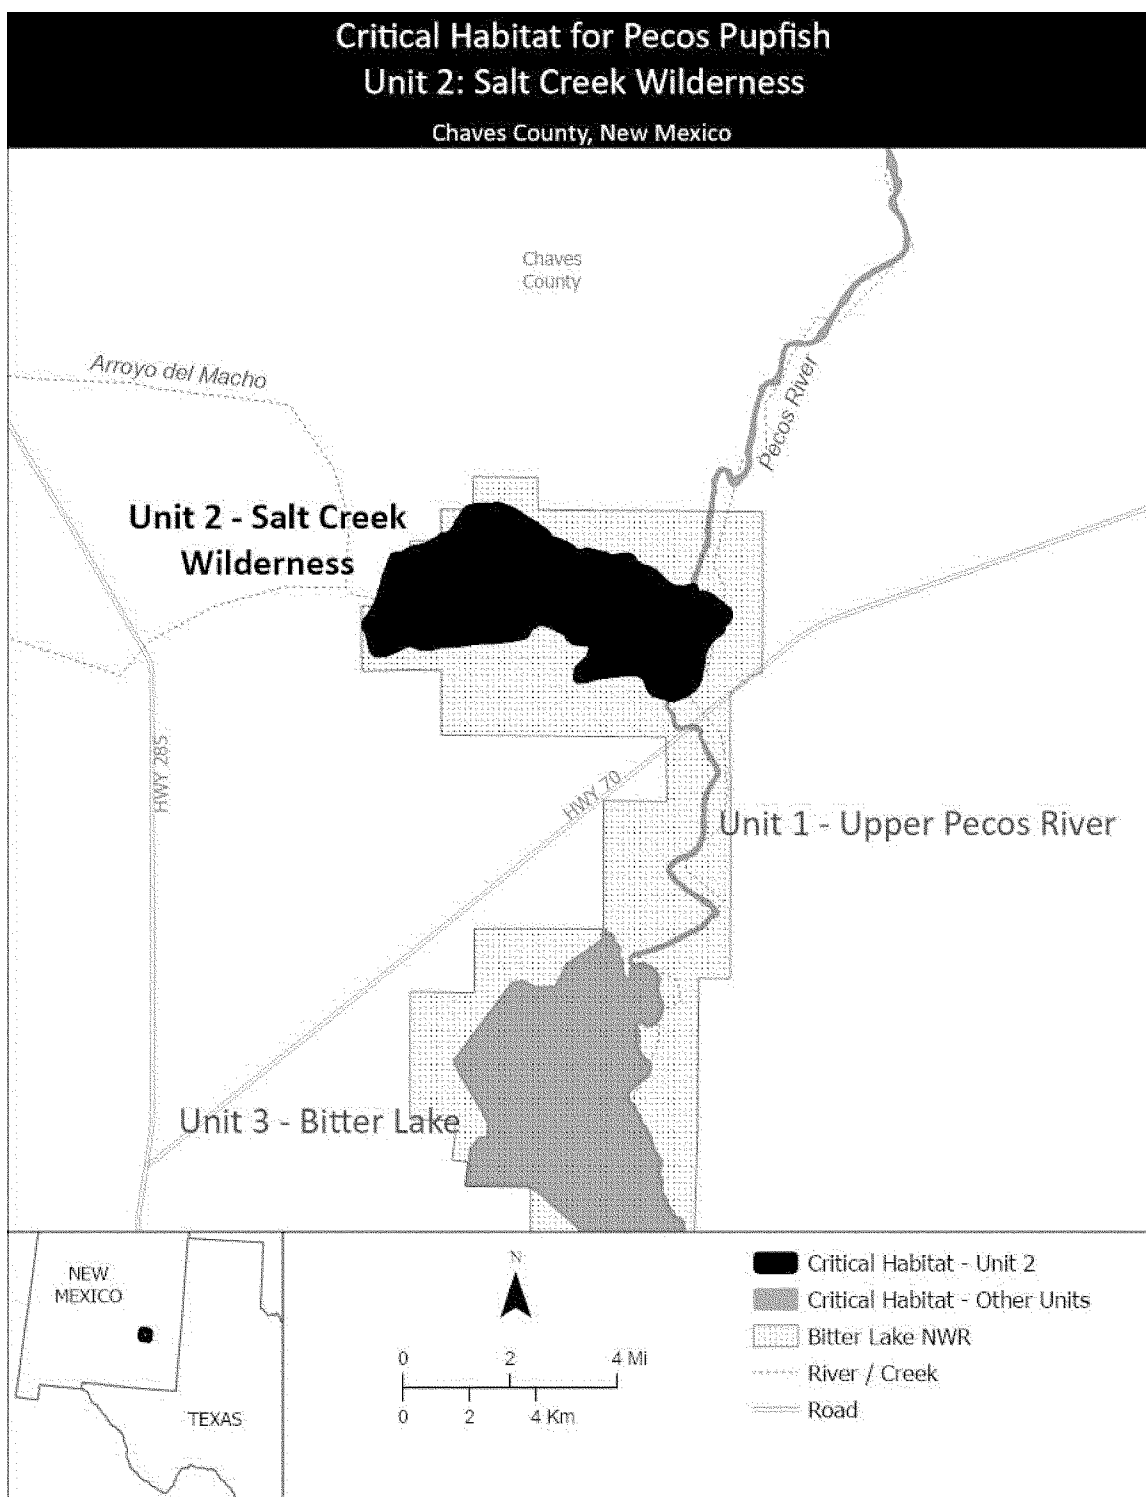 Critical Habitat for Pecos Pupfish
Unit 2: Salt Creek Wilderness
Chaves County, New Mexico
Chaves
County
Arroyo del Macho
Pecos River
Unit 2 - Salt Creek
Wilderness
HWY 285
HWY 70
Unit 1 - Upper Pecos River
Unit 3 - Bitter Lake
NEW
MEXICO
TEXAS
N
0 2 4 Mi
0 2 4 Km
Critical Habitat - Unit 2
Critical Habitat - Other Units
Bitter Lake NWR
River / Creek
Road